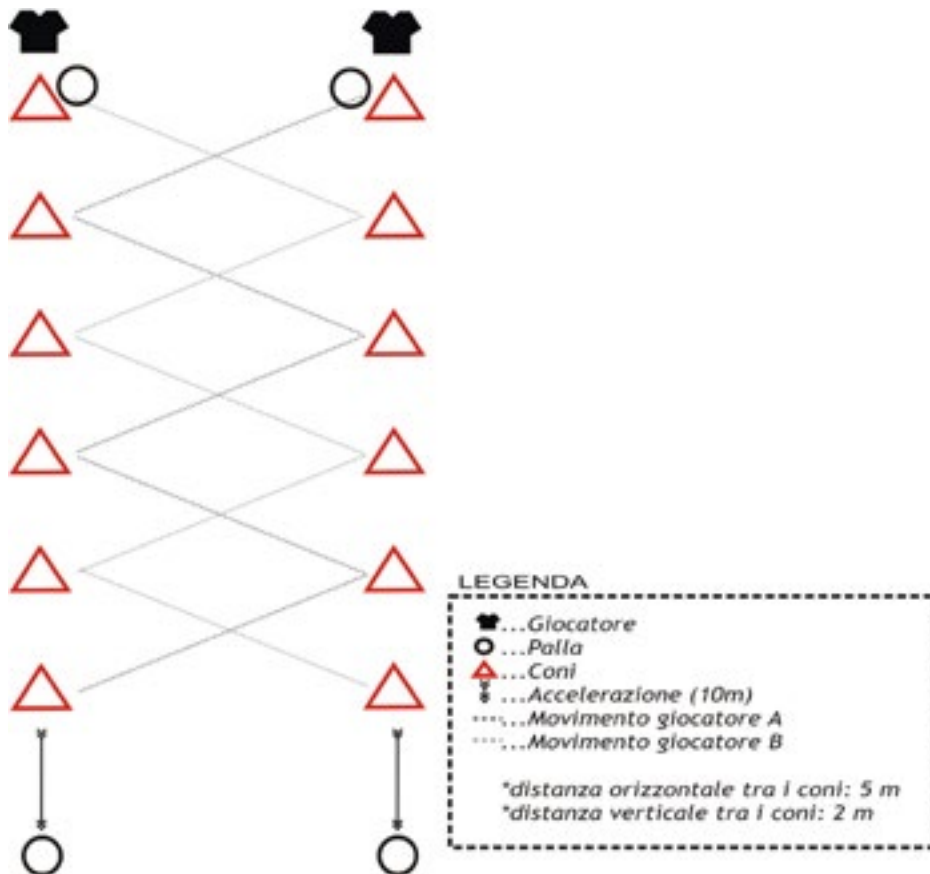 LEGENDA
...Giocatore
...Palla
...Coni
...Accelerazione (10m)
...Movimento giocatore A
...Movimento giocatore B
*distanza orizzontale tra i coni: 5 m
*distanza verticale tra i coni: 2 m